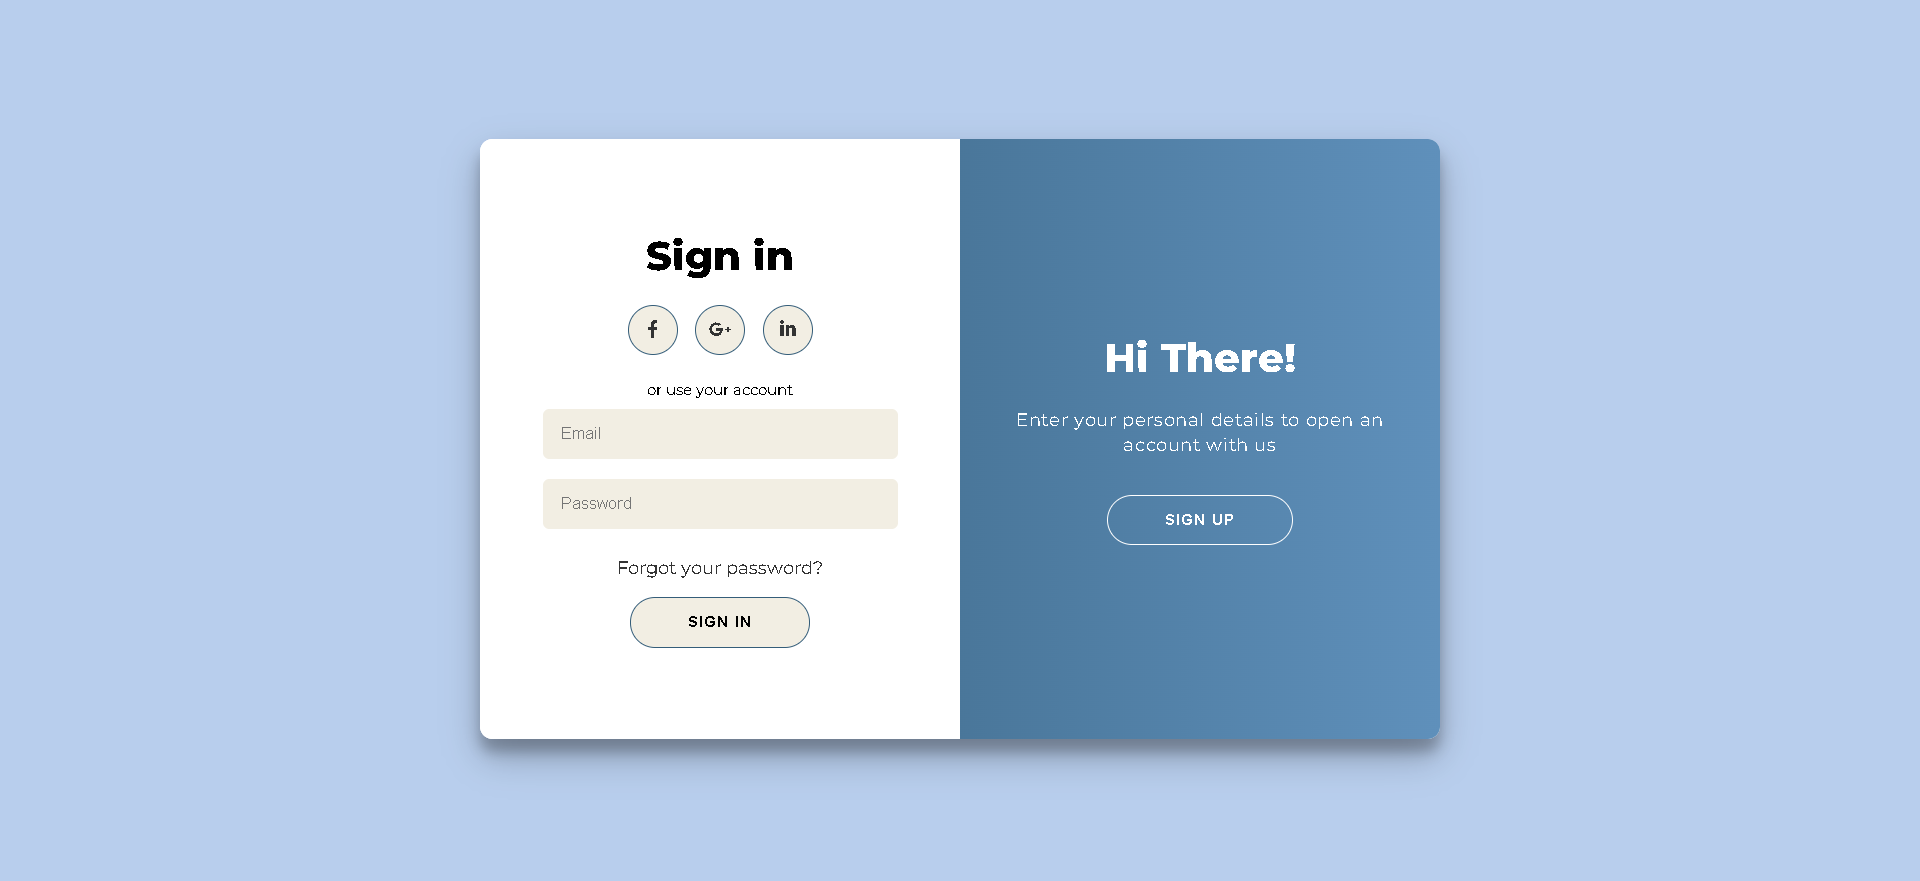 Sign in
or use your account
Email
Password
Forgot your password?
SIGN IN
Hi There!
Enter your personal details to open an
account with us
SIGN UP